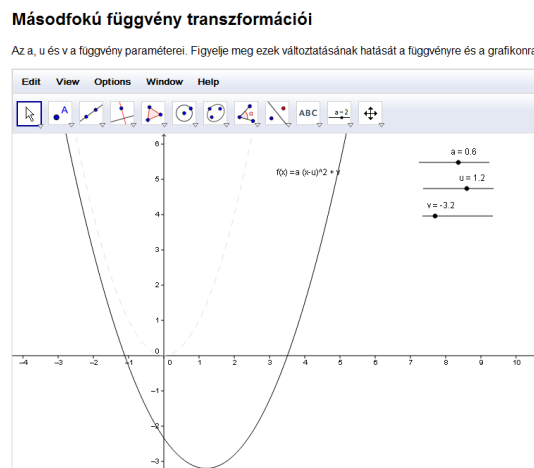 Másodfokú függvény transzformációi
Az a, u és v a függvény paraméterei. Figyelje meg ezek változtatásának hatását a függvényre és a grafikonra
Edit View Options Window Help
A ABC a=2
6
f(x) =a (x-u)^2 + v
a = 0.6
5
u = 1.2
4
v = -3.2
3
2
1
0
-4 -3 -2 -1 0 1 2 3 4 5 6 7 8 9 10
-1
-2
-3